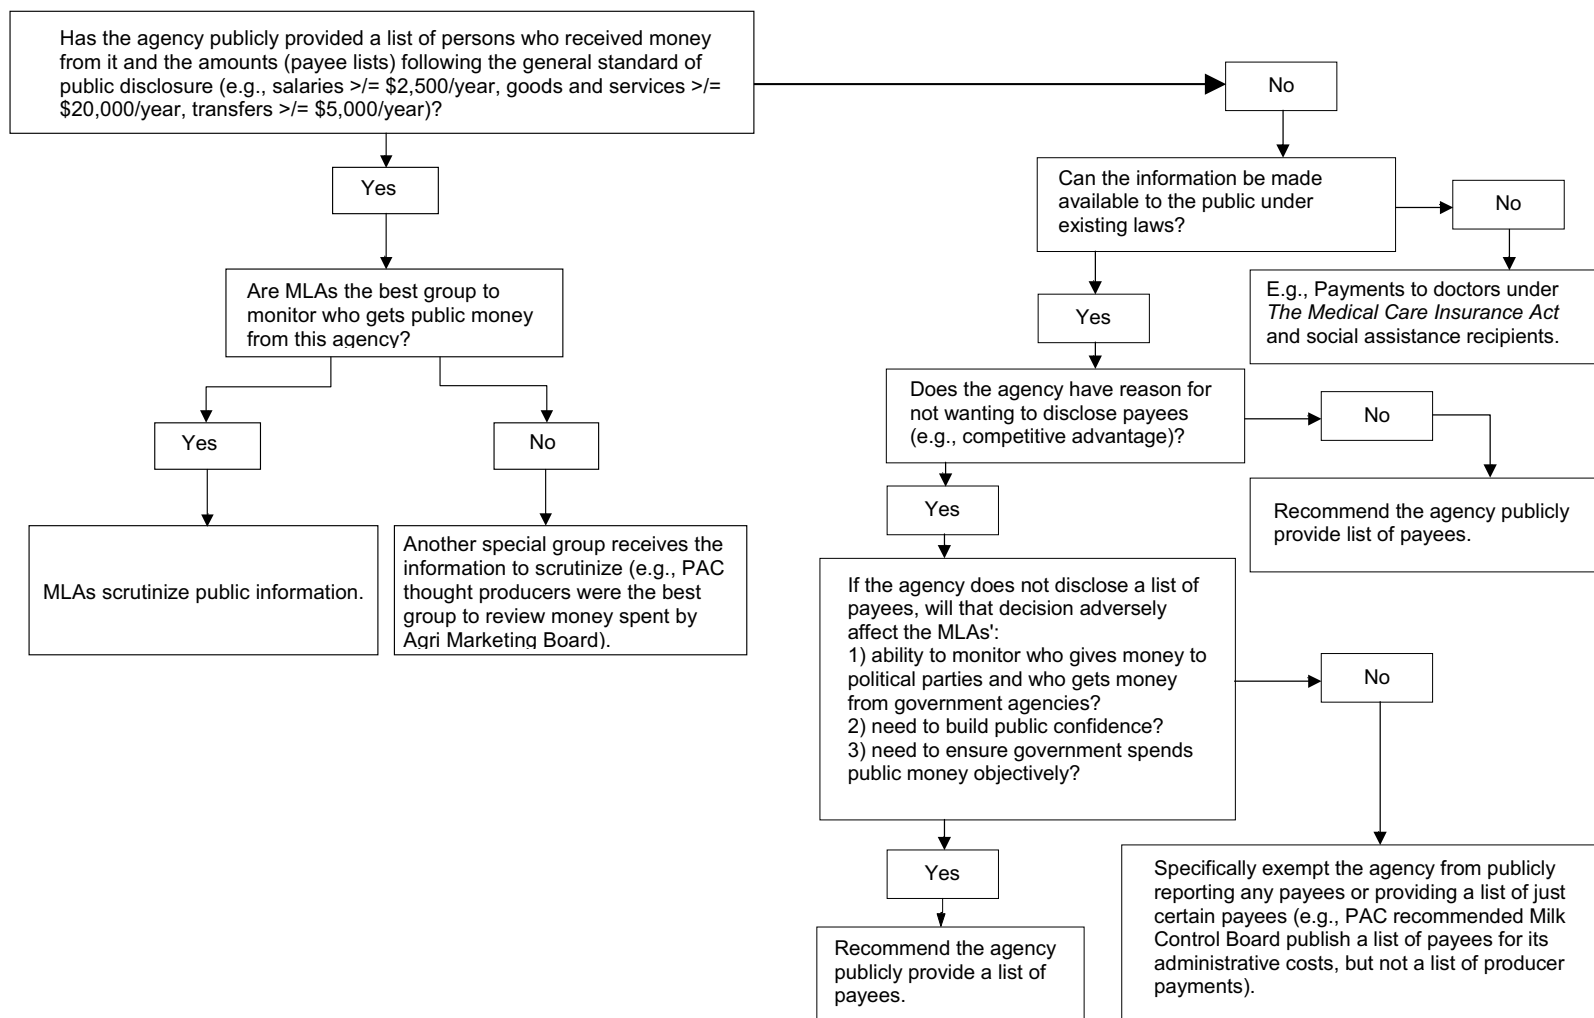 Has the agency publicly provided a list of persons who received money
from it and the amounts (payee lists) following the general standard of
public disclosure (e.g., salaries >/= $2,500/year, goods and services >/=
$20,000/year, transfers >/= $5,000/year)?
No
Yes
Can the information be made
available to the public under
existing laws?
No
Are MLAs the best group to
monitor who gets public money
from this agency?
E.g., Payments to doctors under
The Medical Care Insurance Act
and social assistance recipients.
Yes
Does the agency have reason for
not wanting to disclose payees
(e.g., competitive advantage)?
No
Yes
No
Yes
Recommend the agency publicly
provide list of payees.
MLAs scrutinize public information.
Another special group receives the
information to scrutinize (e.g., PAC
thought producers were the best
group to review money spent by
Agri Marketing Board).
If the agency does not disclose a list of
payees, will that decision adversely
affect the MLAs':
1) ability to monitor who gives money to
political parties and who gets money
from government agencies?
2) need to build public confidence?
3) need to ensure government spends
public money objectively?
No
Yes
Recommend the agency
publicly provide a list of
payees.
Specifically exempt the agency from publicly
reporting any payees or providing a list of just
certain payees (e.g., PAC recommended Milk
Control Board publish a list of payees for its
administrative costs, but not a list of producer
payments).